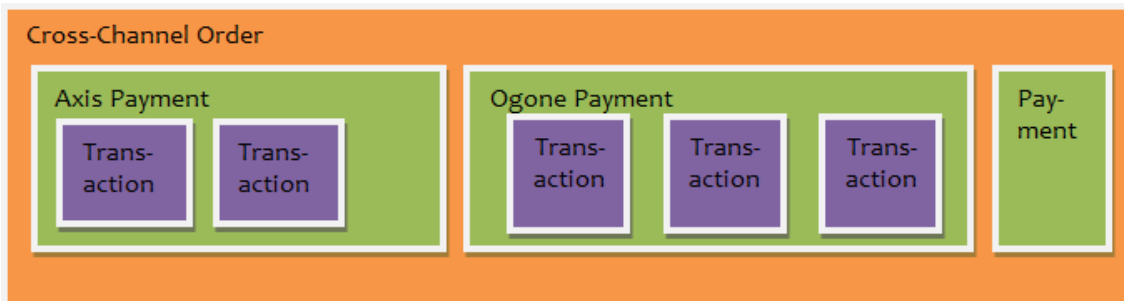 Cross-Channel Order
Axis Payment
Trans-
action
Trans-
action
Ogone Payment
Trans-
action
Trans-
action
Trans-
action
Pay-
ment